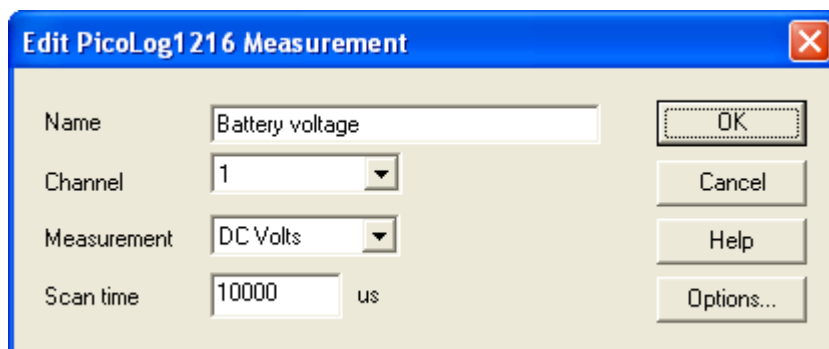 Edit PicoLog1216 Measurement
Name Battery voltage OK
Channel 1 Cancel
Measurement DC Volts Help
Scan time 10000 us Options...